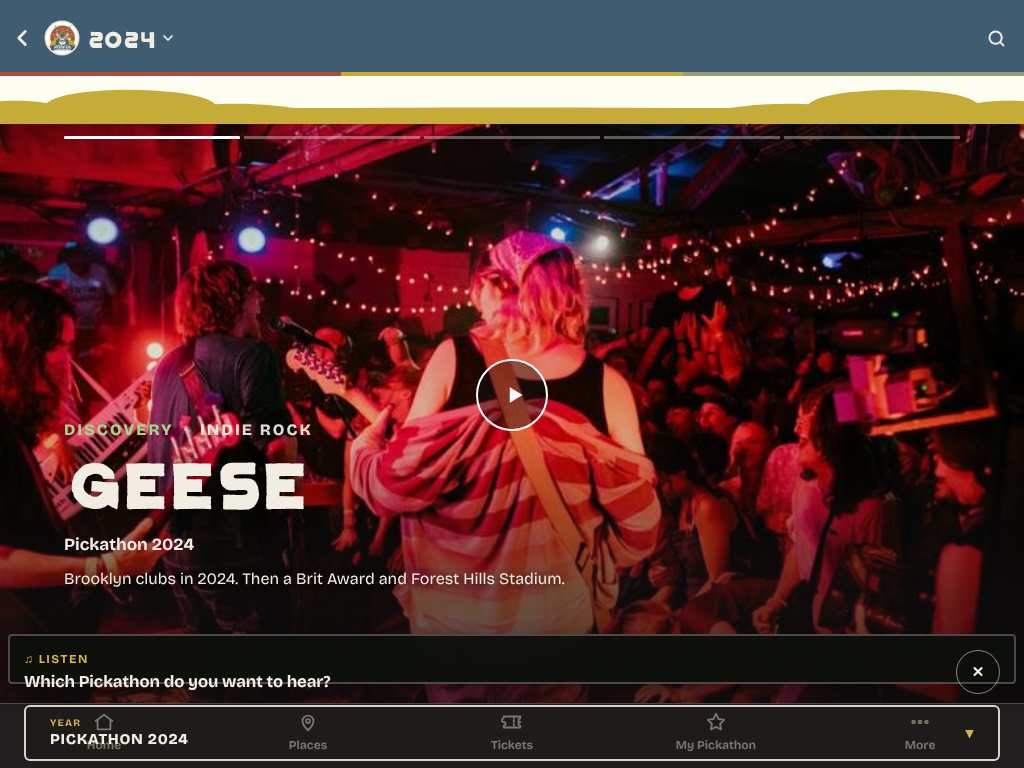 2024
DISCOVERY · INDIE ROCK
GEESE
Pickathon 2024
Brooklyn clubs in 2024. Then a Brit Award and Forest Hills Stadium.
♫ LISTEN
Which Pickathon do you want to hear?
YEAR
PICKATHON 2024
Home
Places
Tickets
My Pickathon
More